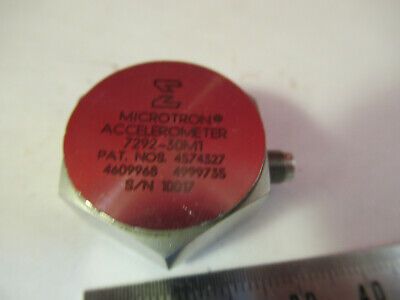 MICROTRON®
ACCELEROMETER
7292-30M1
PAT. NOS. 4574327
4609968 4999735
S/N 10017